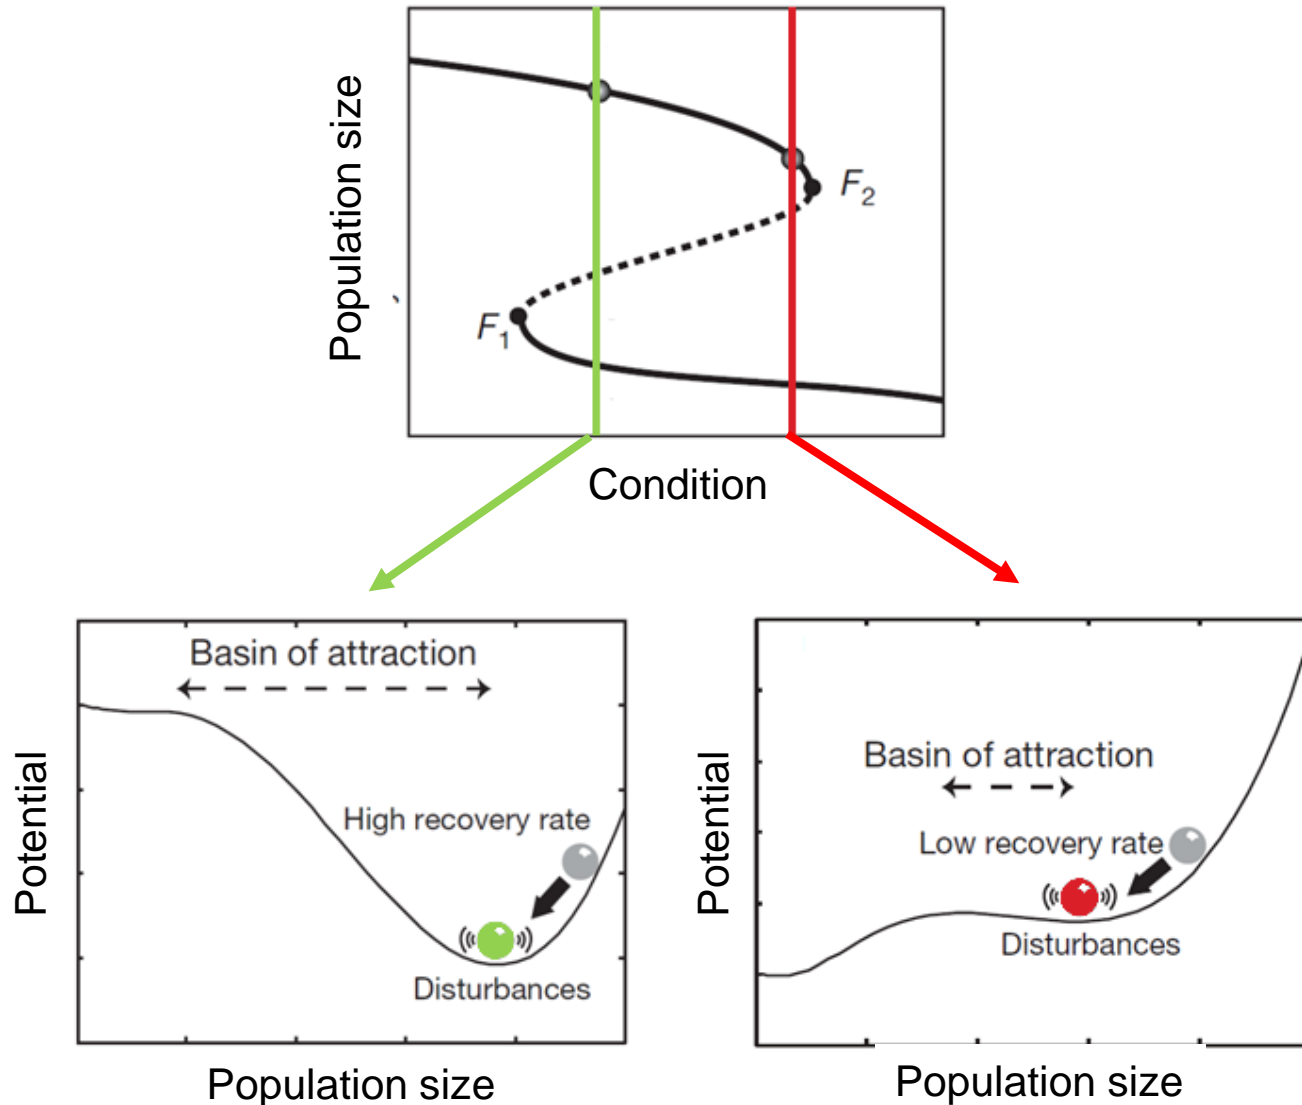 Population size
F2
F1
Condition
Basin of attraction
High recovery rate
Disturbances
Potential
Population size
Basin of attraction
Low recovery rate
Disturbances
Potential
Population size